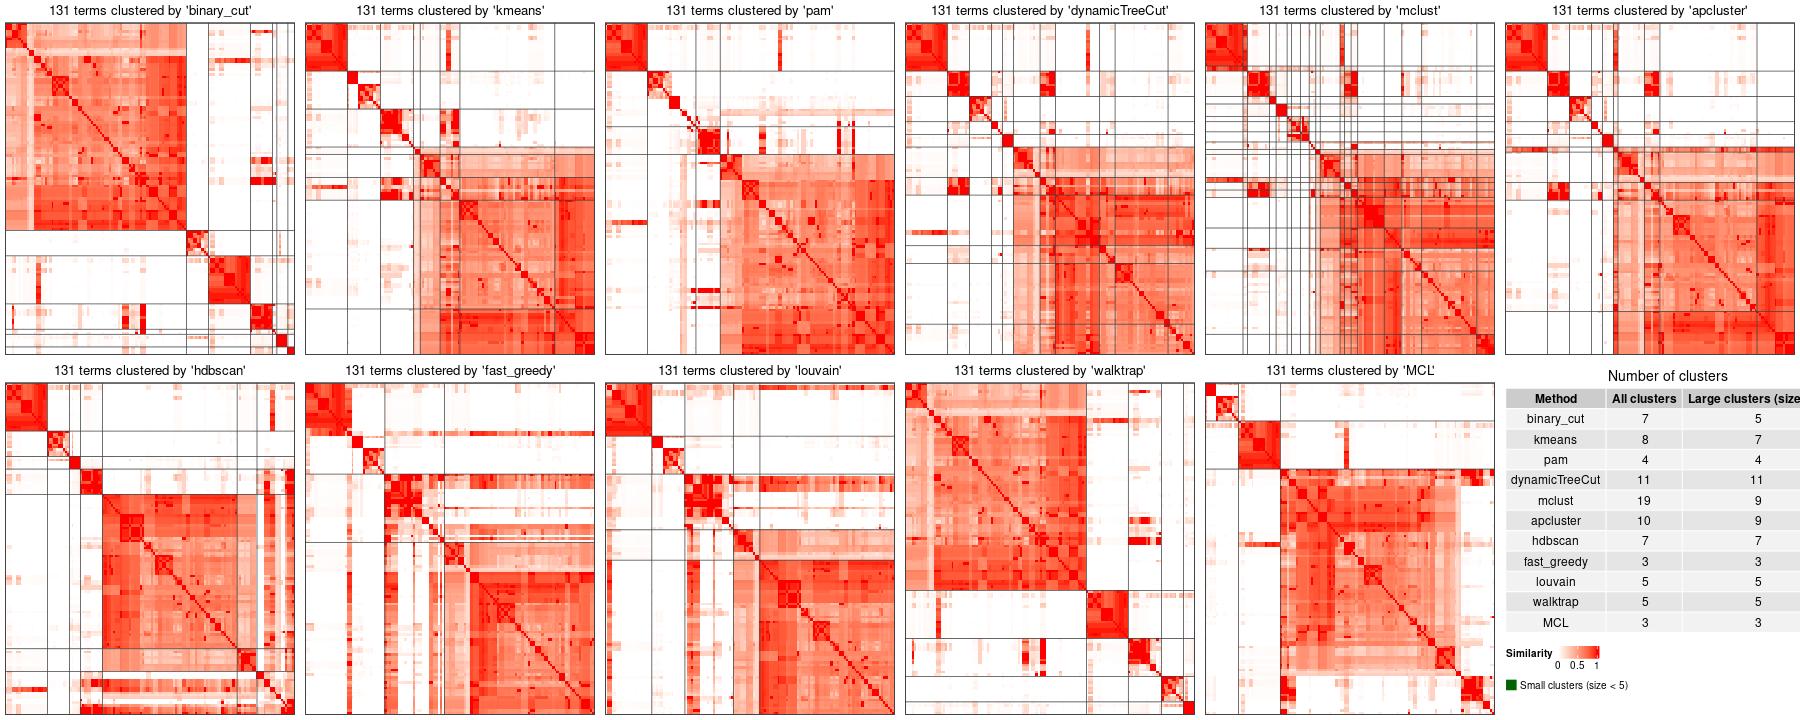 131 terms clustered by 'binary_cut'
131 terms clustered by 'kmeans'
131 terms clustered by 'pam'
131 terms clustered by 'dynamicTreeCut'
131 terms clustered by 'mclust'
131 terms clustered by 'apcluster'
131 terms clustered by 'hdbscan'
131 terms clustered by 'fast_greedy'
131 terms clustered by 'louvain'
131 terms clustered by 'walktrap'
131 terms clustered by 'MCL'
Number of clusters
Method All clusters Large clusters (size
binary_cut 7 5
kmeans 8 7
pam 4 4
dynamicTreeCut 11 11
mclust 19 9
apcluster 10 9
hdbscan 7 7
fast_greedy 3 3
louvain 5 5
walktrap 5 5
MCL 3 3
Similarity
0 0.5 1
Small clusters (size < 5)